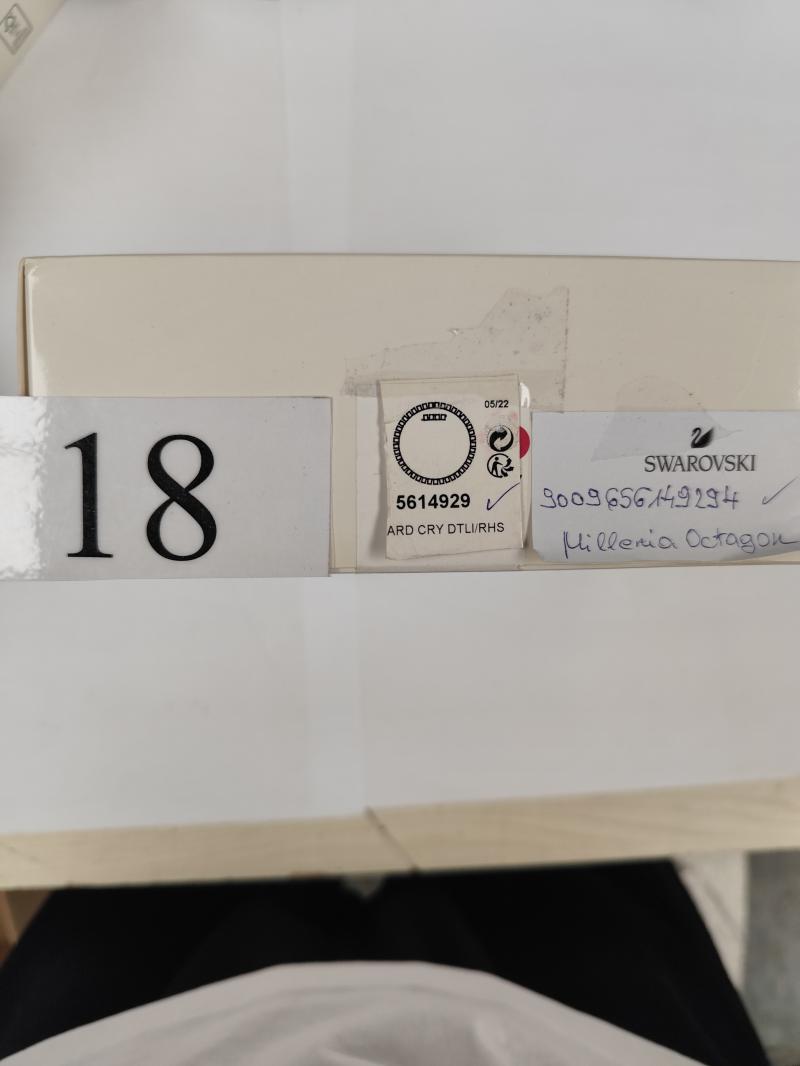 18
05/22
5614929
ARD CRY DTLI/RHS
SWAROVSKI
9009656149294
Millenia Octagon